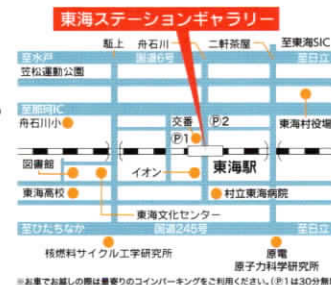 東海ステーションギャラリー
駈上 舟石川 二軒茶屋 至東海SIC
至水戸 国道6号 至日立
笠松運動公園
至那珂IC
舟石川小 交番 Ⓟ2 東海村役場
Ⓟ1
図書館 イオン 東海駅
東海高校 村立東海病院
東海文化センター
至ひたちなか 国道245号 至日立
核燃料サイクル工学研究所 原電
原子力科学研究所
※お車でお越しの際は最寄りのコインパーキングをご利用ください。(Ⓟ1は30分無